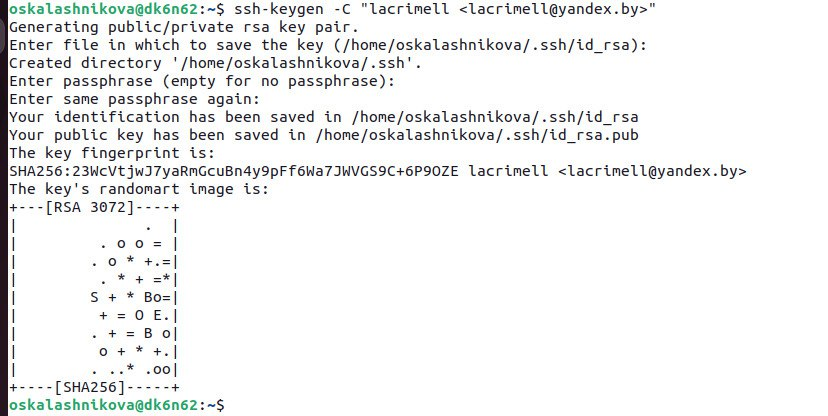 oskalashnikova@dk6n62:~$ ssh-keygen -C "lacrimell <lacrimell@yandex.by>"
Generating public/private rsa key pair.
Enter file in which to save the key (/home/oskalashnikova/.ssh/id_rsa):
Created directory '/home/oskalashnikova/.ssh'.
Enter passphrase (empty for no passphrase):
Enter same passphrase again:
Your identification has been saved in /home/oskalashnikova/.ssh/id_rsa
Your public key has been saved in /home/oskalashnikova/.ssh/id_rsa.pub
The key fingerprint is:
SHA256:23WcVtjwJ7yaRmGcuBn4y9pFf6Wa7JWVGS9C+6P9OZE lacrimell <lacrimell@yandex.by>
The key's randomart image is:
+---[RSA 3072]----+
|              .  |
|         . o o = |
|        . o * +.=|
|         . * + =*|
|        S + * Bo=|
|         + = O E.|
|        . + = B o|
|         o + * +.|
|        . ..* .oo|
+----[SHA256]-----+
oskalashnikova@dk6n62:~$